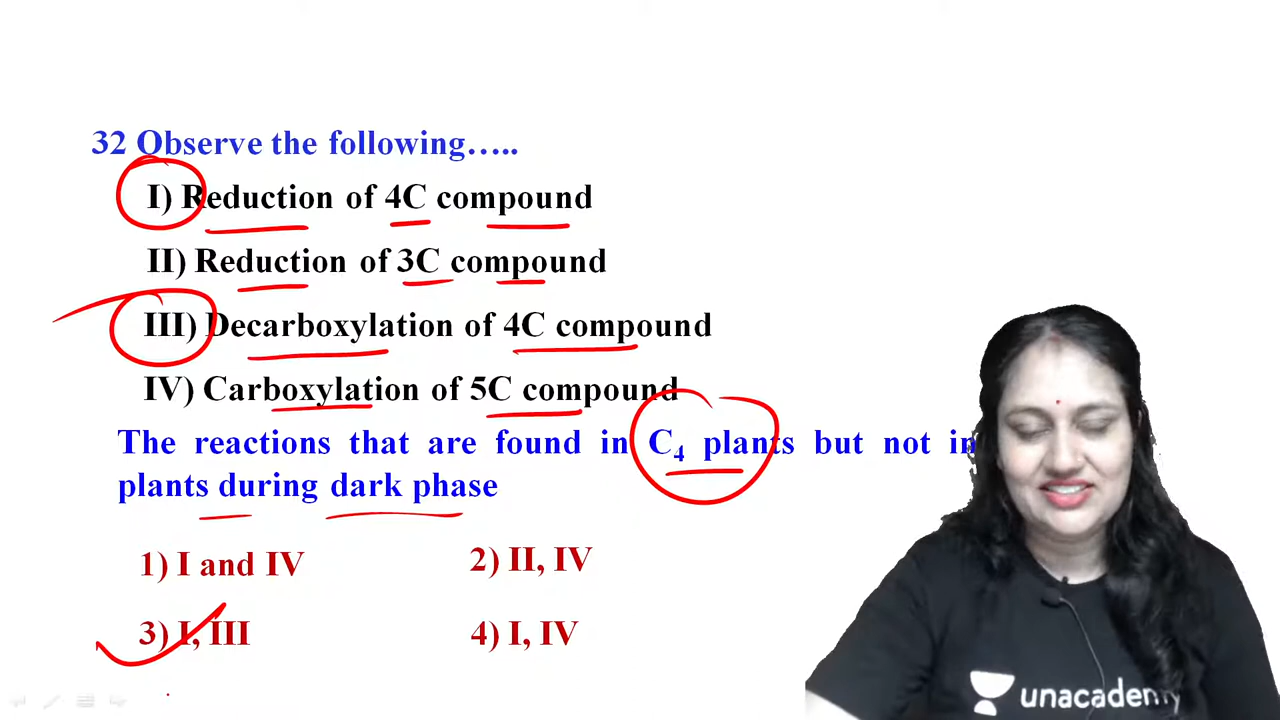 32 Observe the following…..
I) Reduction of 4C compound
II) Reduction of 3C compound
III) Decarboxylation of 4C compound
IV) Carboxylation of 5C compound
The reactions that are found in C₄ plants but not in
plants during dark phase
1) I and IV 2) II, IV
3) I, III 4) I, IV
unacademy